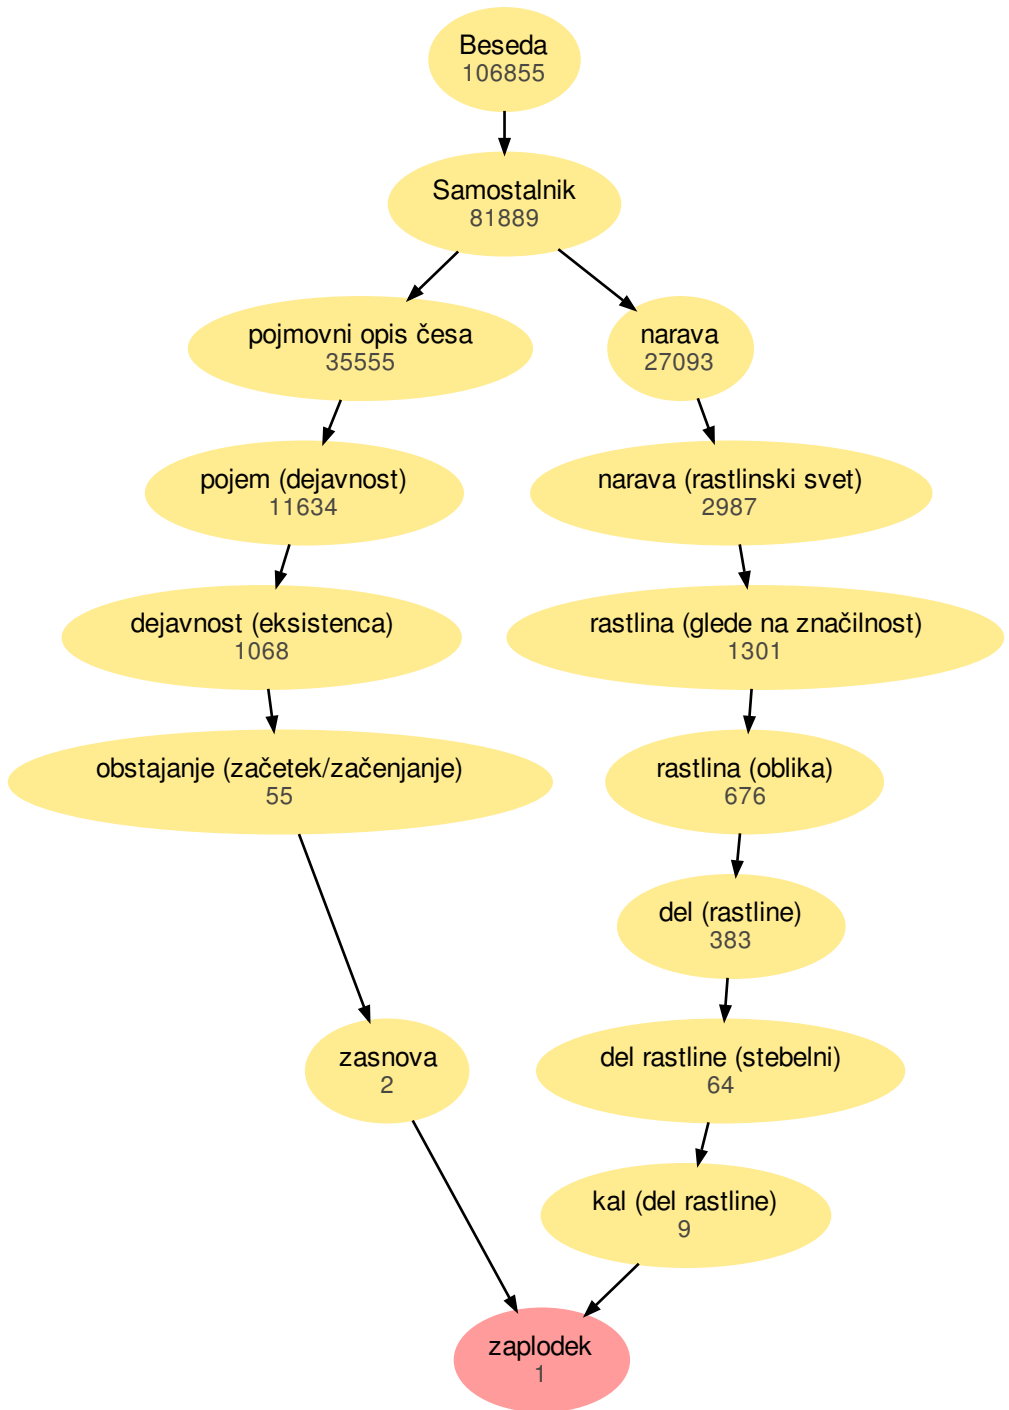 Beseda
106855
Samostalnik
81889
pojmovni opis česa
35555
narava
27093
pojem (dejavnost)
11634
narava (rastlinski svet)
2987
dejavnost (eksistenca)
1068
rastlina (glede na značilnost)
1301
obstajanje (začetek/začenjanje)
55
rastlina (oblika)
676
del (rastline)
383
zasnova
2
del rastline (stebelni)
64
kal (del rastline)
9
zaplodek
1